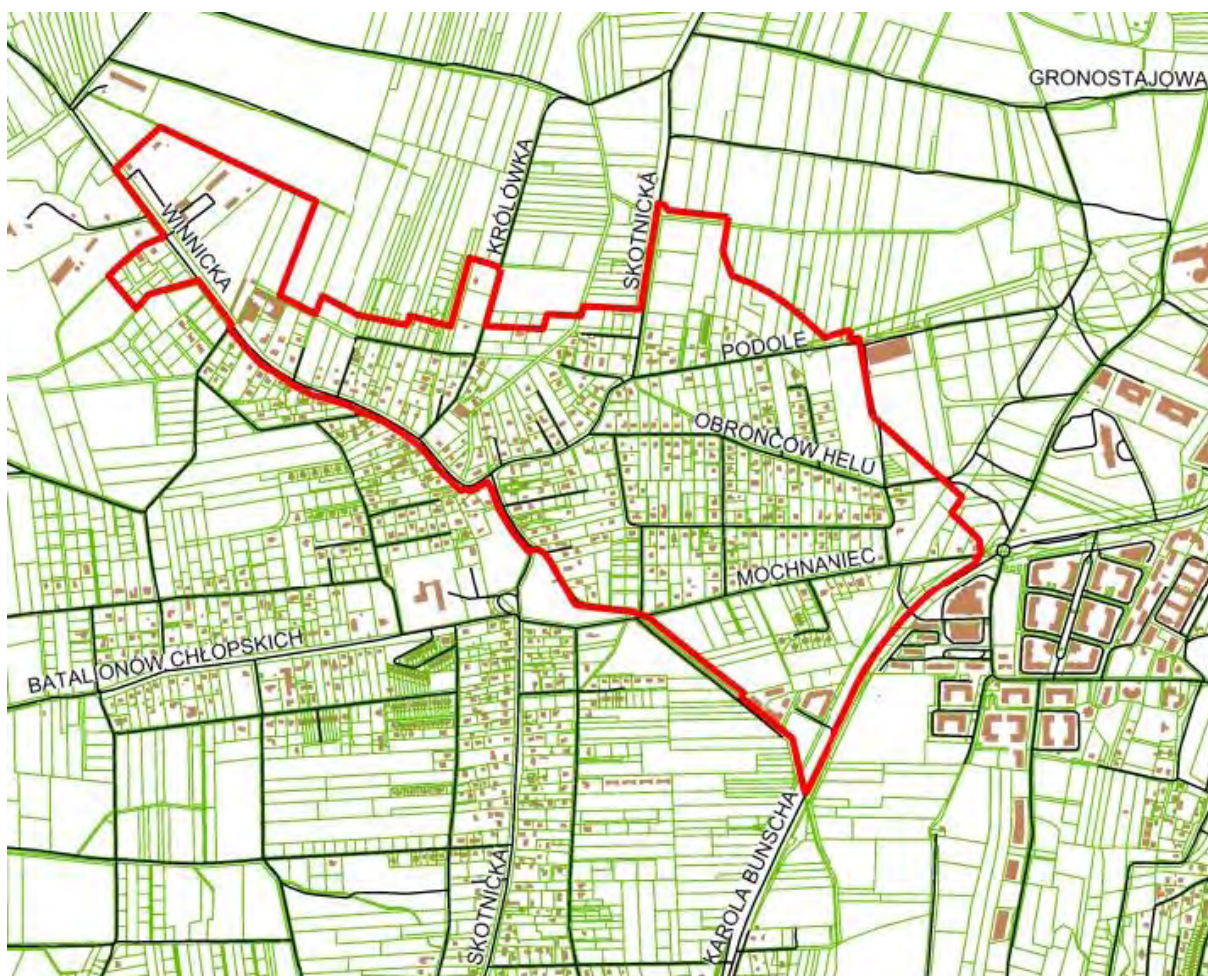 GRONOSTAJOWA
WINNICKA
KRÓLÓWKA
SKOTNICKA
PODOLE
OBROŃCÓW HELU
MOCHNANIEC
BATALIONÓW CHŁOPSKICH
SKOTNICKA
KAROLA BUNSCHA